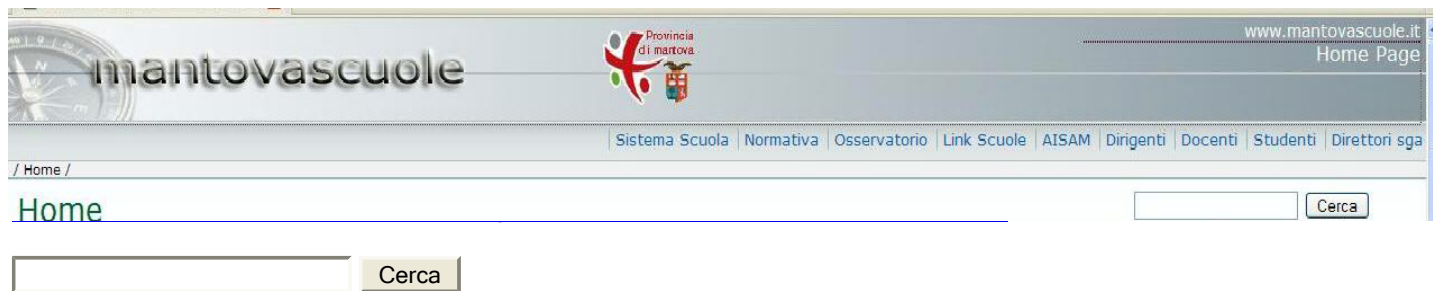 Provincia
di mantova
www.mantovascuole.it
mantovascuole
Home Page
Sistema Scuola Normativa Osservatorio Link Scuole AISAM Dirigenti Docenti Studenti Direttori sga
/ Home /
Home
Cerca
Cerca